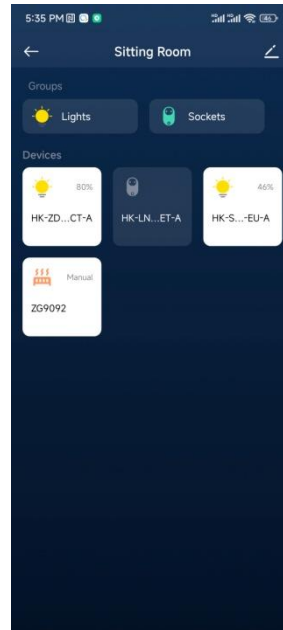 5:35 PM
46
Sitting Room
Groups
Lights
Sockets
Devices
80%
46%
HK-ZD...CT-A
HK-LN...ET-A
HK-S...-EU-A
Manual
ZG9092